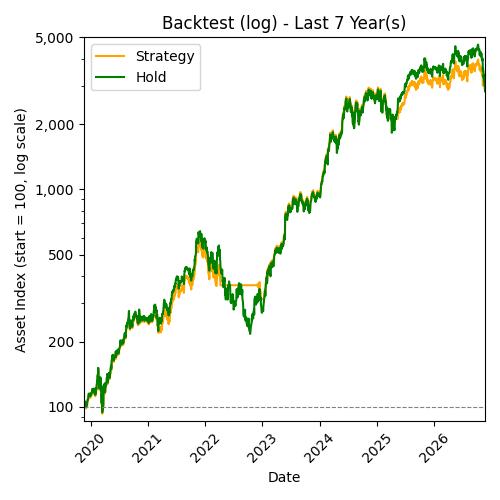 Backtest (log) - Last 7 Year(s)
Strategy
Hold
5,000
2,000
1,000
500
200
100
Asset Index (start = 100, log scale)
2020
2021
2022
2023
2024
2025
2026
Date